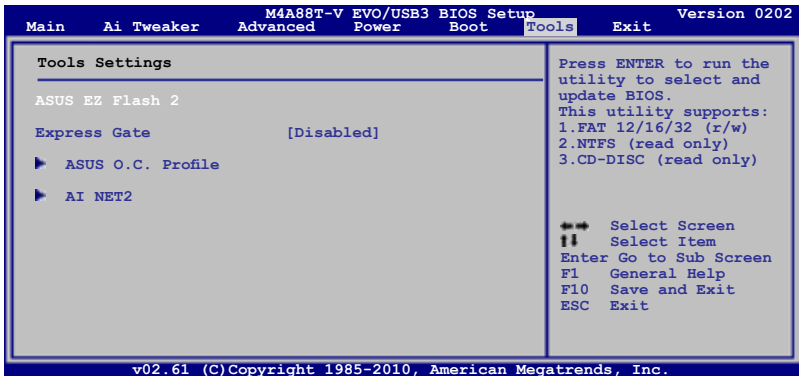 M4A88T-V EVO/USB3 BIOS Setup Version 0202
Main Ai Tweaker Advanced Power Boot Tools Exit
Tools Settings
ASUS EZ Flash 2
Express Gate [Disabled]
ASUS O.C. Profile
AI NET2
Press ENTER to run the
utility to select and
update BIOS.
This utility supports:
1.FAT 12/16/32 (r/w)
2.NTFS (read only)
3.CD-DISC (read only)
Select Screen
Select Item
Enter Go to Sub Screen
F1 General Help
F10 Save and Exit
ESC Exit
v02.61 (C)Copyright 1985-2010, American Megatrends, Inc.